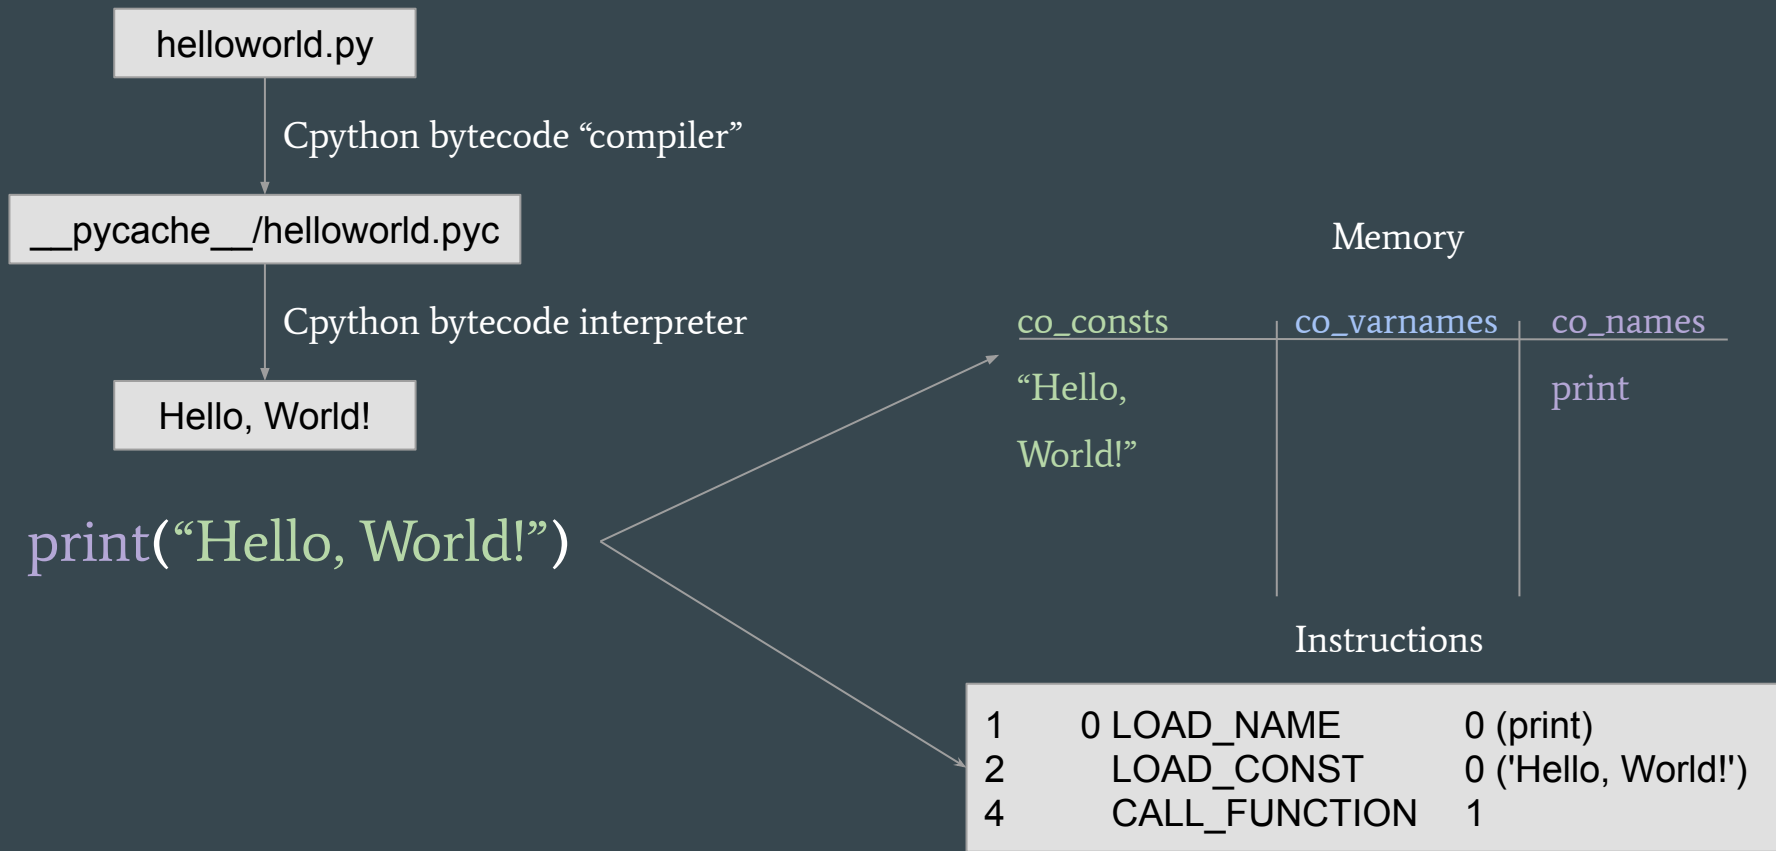 helloworld.py
Cpython bytecode “compiler”
__pycache__/helloworld.pyc
Cpython bytecode interpreter
Hello, World!
print(“Hello, World!”)
Memory
co_consts co_varnames co_names
“Hello, print
World!”
Instructions
1 0 LOAD_NAME 0 (print)
2 LOAD_CONST 0 ('Hello, World!')
4 CALL_FUNCTION 1